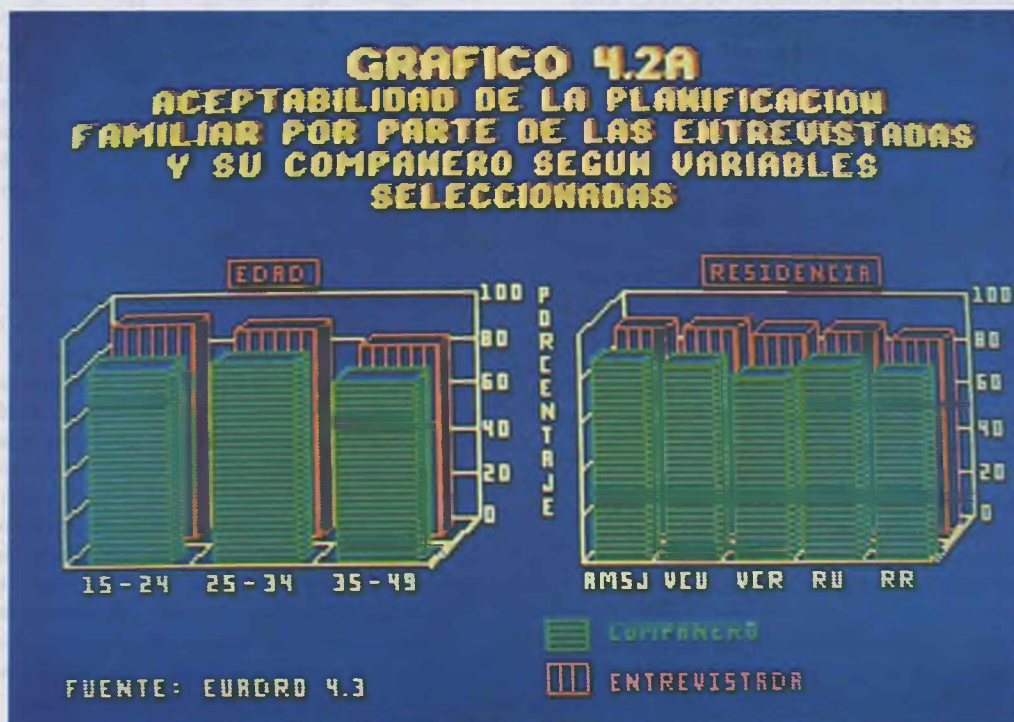 GRAFICO 4.2A
ACEPTABILIDAD DE LA PLANIFICACION
FAMILIAR POR PARTE DE LAS ENTREVISTADAS
Y SU COMPANERO SEGUN VARIABLES
SELECCIONADAS
EDAD
100
80
60
40
20
0
15-24 25-34 35-49
PORCENTAJE
RESIDENCIA
100
80
60
40
20
0
AMSJ VCU VCR RU RR
COMPANERO
ENTREVISTADA
FUENTE: CUADRO 4.3